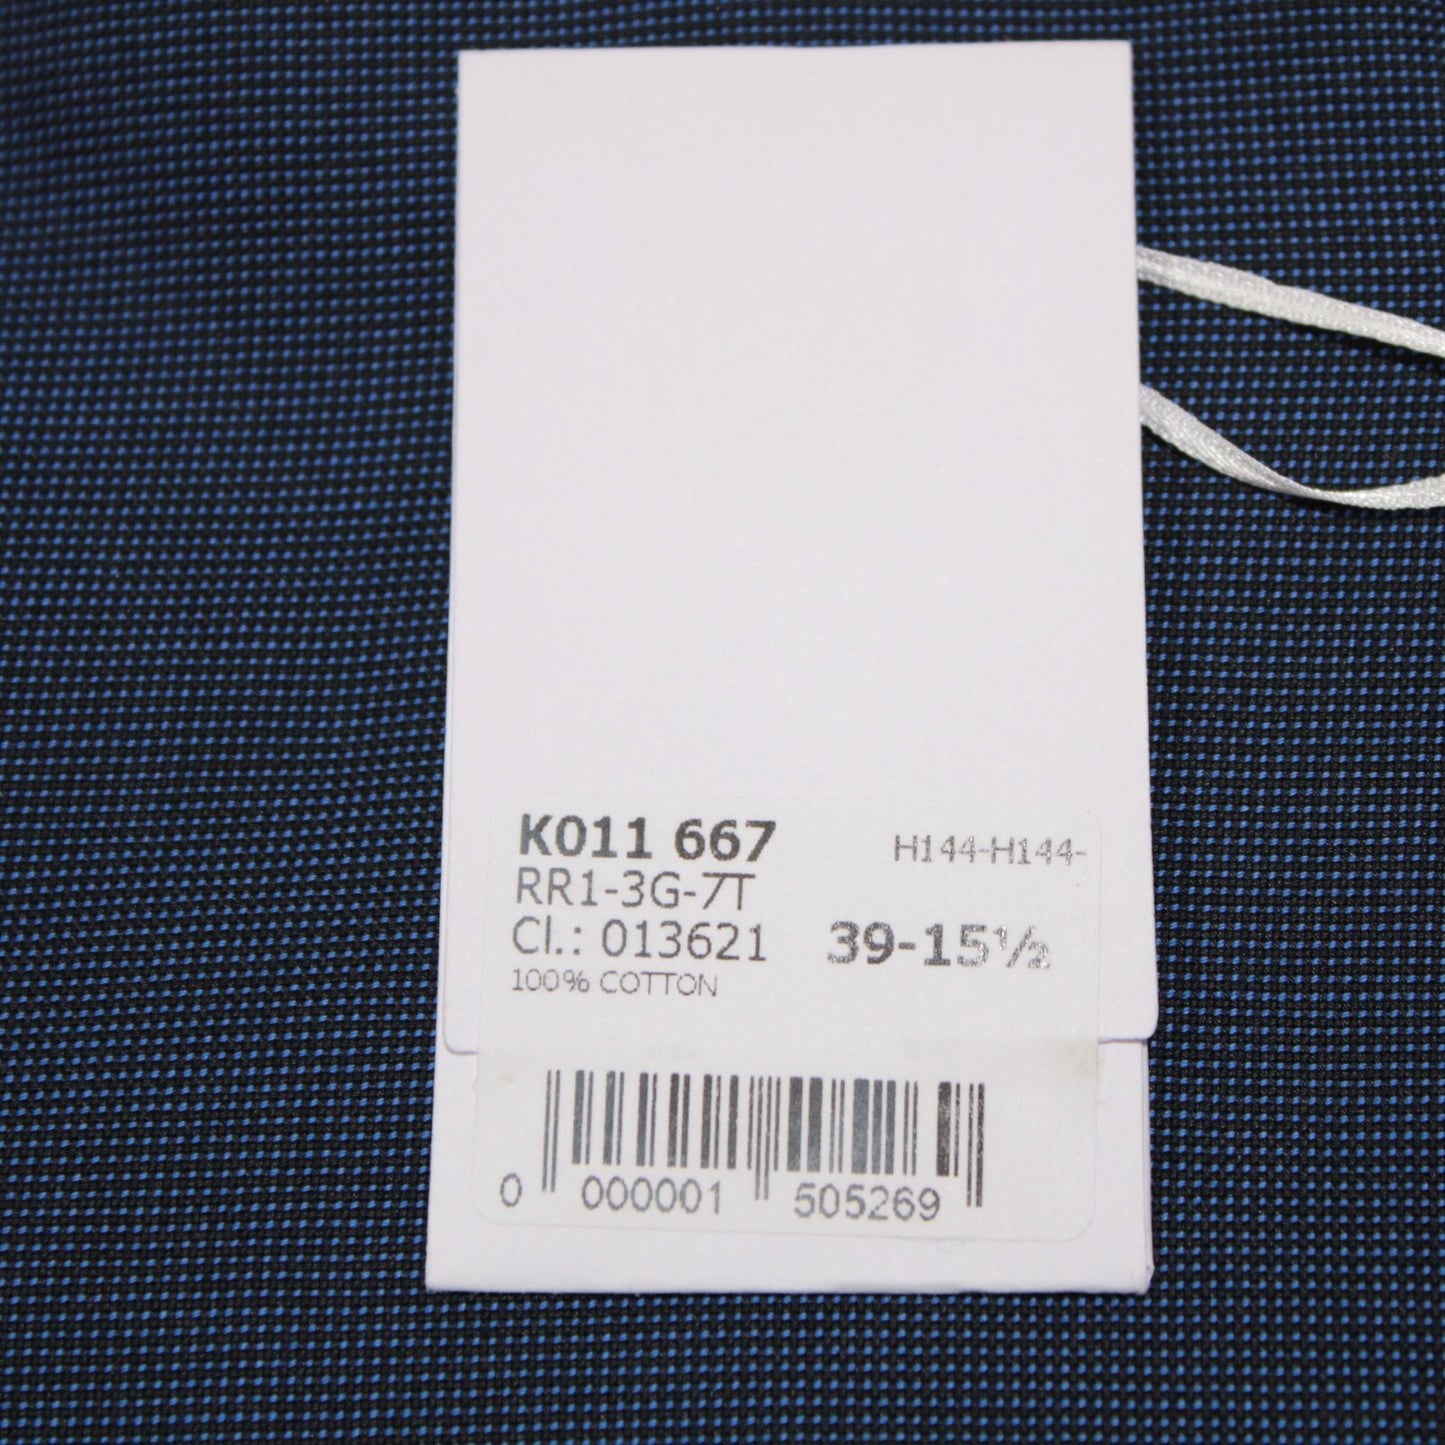 K011 667 H144-H144-
RR1-3G-7T
Cl.: 013621 39-15½
100% COTTON
0 000001 505269